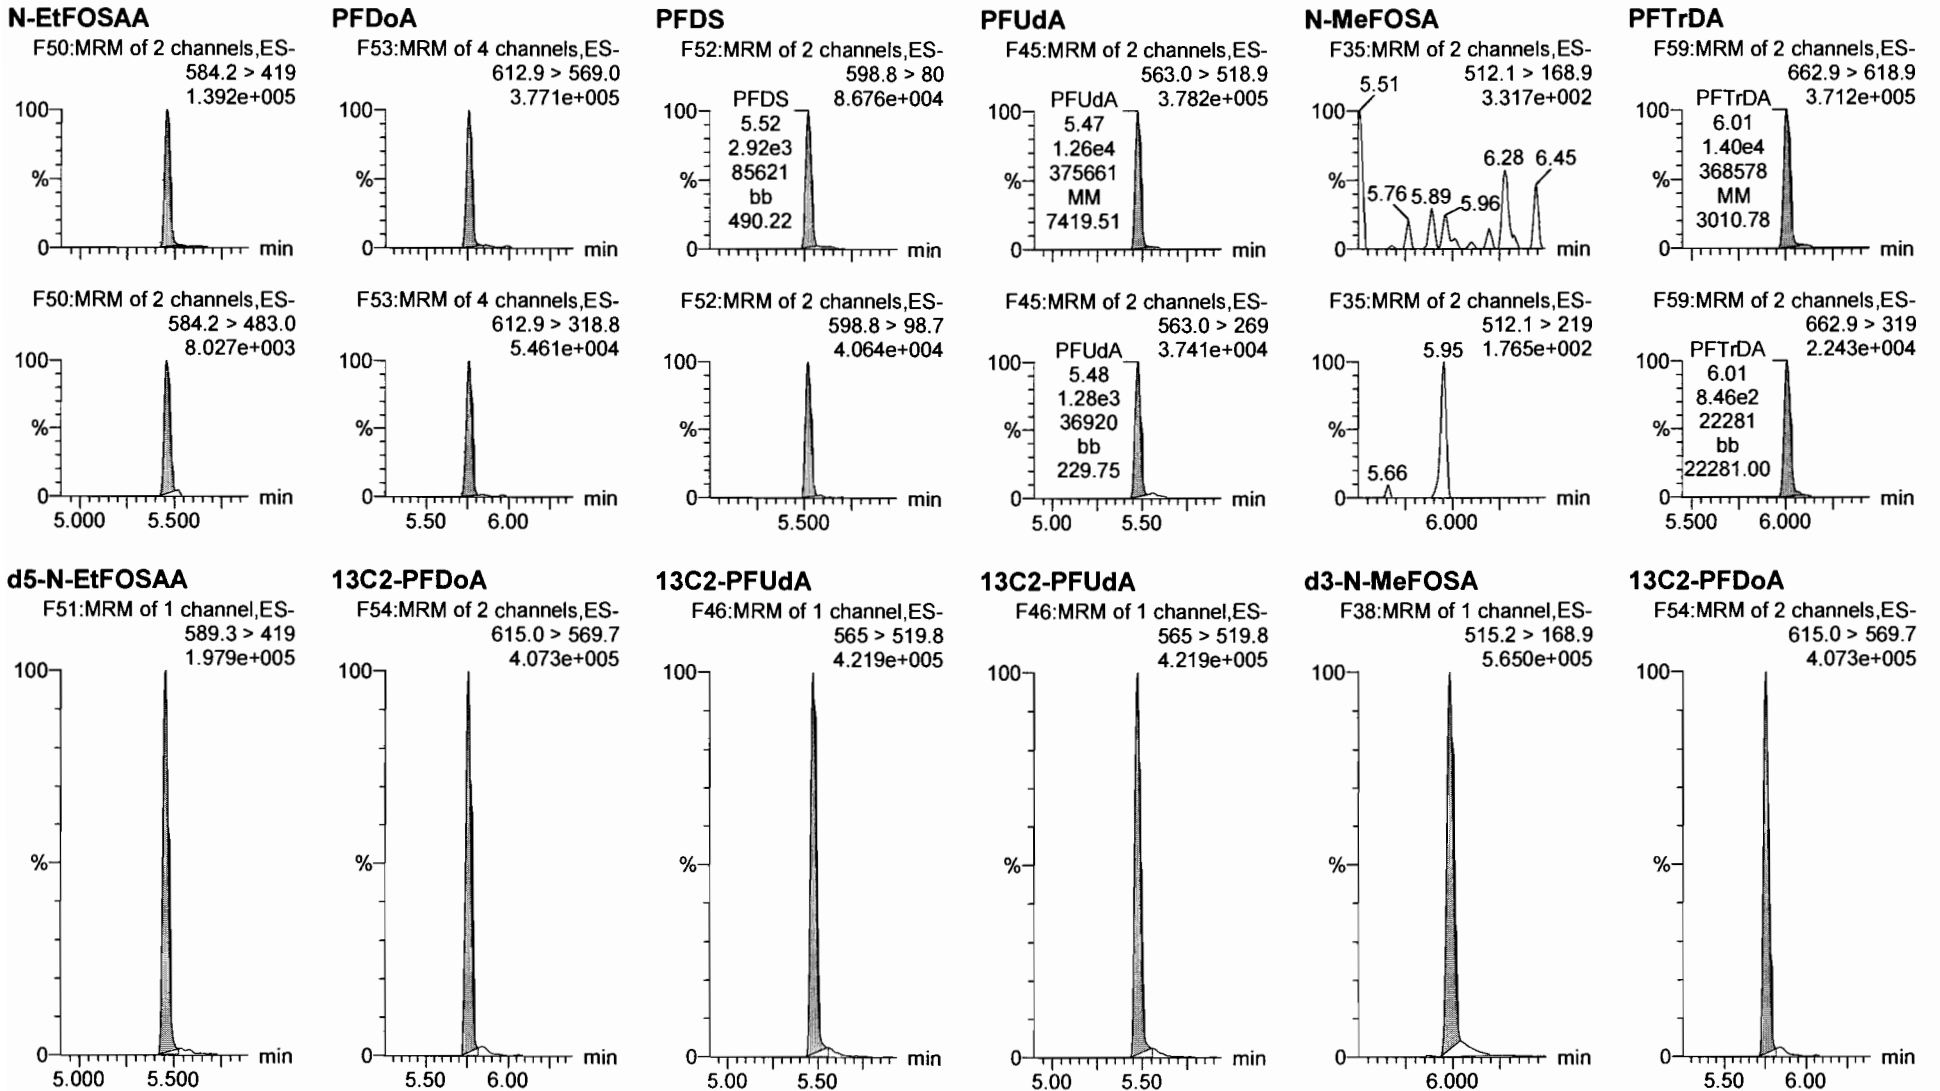 N-EtFOSAA
F50:MRM of 2 channels,ES-
584.2 > 419
1.392e+005
100
%
0
min
F50:MRM of 2 channels,ES-
584.2 > 483.0
8.027e+003
100
%
0
min
5.000 5.500
d5-N-EtFOSAA
F51:MRM of 1 channel,ES-
589.3 > 419
1.979e+005
100
%
0
min
5.000 5.500
PFDoA
F53:MRM of 4 channels,ES-
612.9 > 569.0
3.771e+005
100
%
0
min
F53:MRM of 4 channels,ES-
612.9 > 318.8
5.461e+004
100
%
0
min
5.50 6.00
13C2-PFDoA
F54:MRM of 2 channels,ES-
615.0 > 569.7
4.073e+005
100
%
0
min
5.50 6.00
PFDS
F52:MRM of 2 channels,ES-
598.8 > 80
8.676e+004
PFDS
5.52
2.92e3
85621
bb
490.22
100
%
0
min
F52:MRM of 2 channels,ES-
598.8 > 98.7
4.064e+004
100
%
0
min
5.500
13C2-PFUdA
F46:MRM of 1 channel,ES-
565 > 519.8
4.219e+005
100
%
0
min
5.00 5.50
PFUdA
F45:MRM of 2 channels,ES-
563.0 > 518.9
3.782e+005
PFUdA
5.47
1.26e4
375661
MM
7419.51
100
%
0
min
F45:MRM of 2 channels,ES-
563.0 > 269
3.741e+004
PFUdA
5.48
1.28e3
36920
bb
229.75
100
%
0
min
5.00 5.50
13C2-PFUdA
F46:MRM of 1 channel,ES-
565 > 519.8
4.219e+005
100
%
0
min
5.00 5.50
N-MeFOSA
F35:MRM of 2 channels,ES-
512.1 > 168.9
3.317e+002
5.51
100
6.28 6.45
%
5.76 5.89 5.96
0
min
F35:MRM of 2 channels,ES-
512.1 > 219
1.765e+002
5.95
100
%
5.66
0
min
6.000
d3-N-MeFOSA
F38:MRM of 1 channel,ES-
515.2 > 168.9
5.650e+005
100
%
0
min
6.000
PFTrDA
F59:MRM of 2 channels,ES-
662.9 > 618.9
3.712e+005
PFTrDA
6.01
1.40e4
368578
MM
3010.78
100
%
0
min
F59:MRM of 2 channels,ES-
662.9 > 319
2.243e+004
PFTrDA
6.01
8.46e2
22281
bb
22281.00
100
%
0
min
5.500 6.000
13C2-PFDoA
F54:MRM of 2 channels,ES-
615.0 > 569.7
4.073e+005
100
%
0
min
5.50 6.00